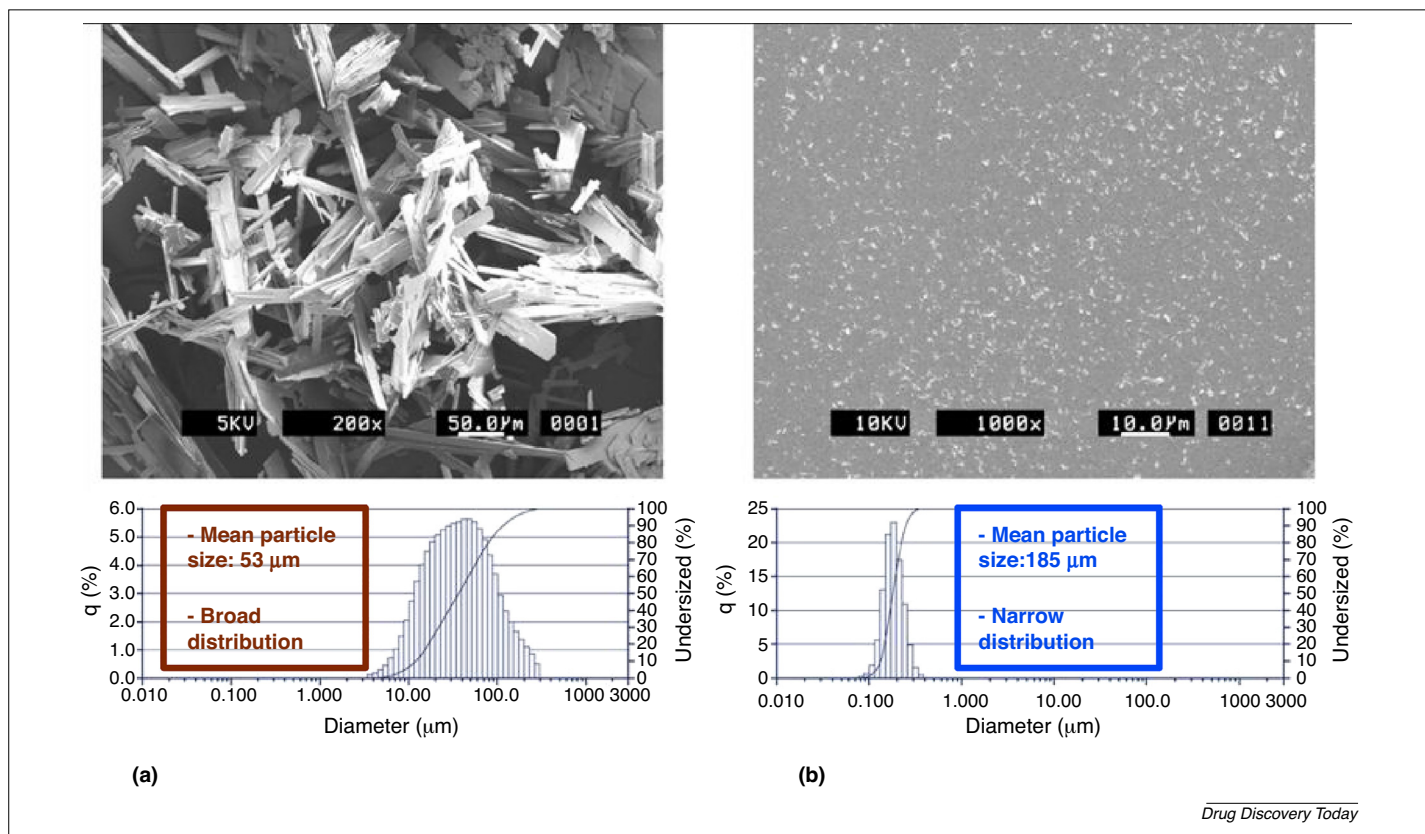 5KV 200x 50.0µm 0001
10KV 1000x 10.0µm 0011
6.0
5.0
4.0
3.0
2.0
1.0
0.0
q (%)
- Mean particle
size: 53 µm
- Broad
distribution
100
90
80
70
60
50
40
30
20
10
0
Undersized (%)
0.010 0.100 1.000 10.00 100.0 1000 3000
Diameter (µm)
(a)
25
20
15
10
5
0
q (%)
- Mean particle
size:185 µm
- Narrow
distribution
100
90
80
70
60
50
40
30
20
10
0
Undersized (%)
0.010 0.100 1.000 10.00 100.0 1000 3000
Diameter (µm)
(b)
Drug Discovery Today